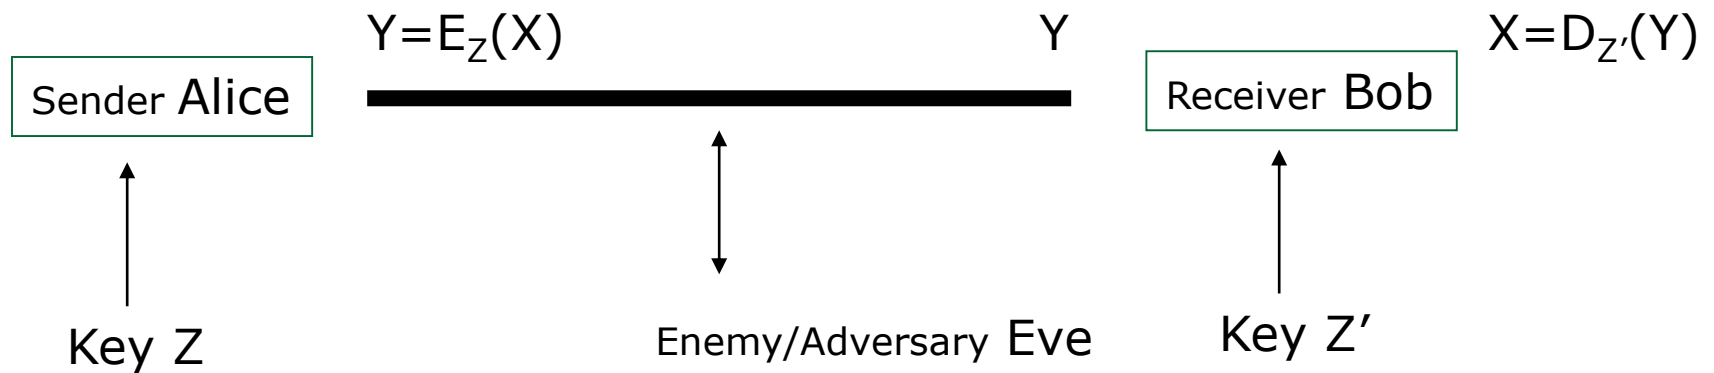 Y=E_Z(X) Y X=D_Z′(Y)
Sender Alice Receiver Bob
Key Z Enemy/Adversary Eve Key Z′